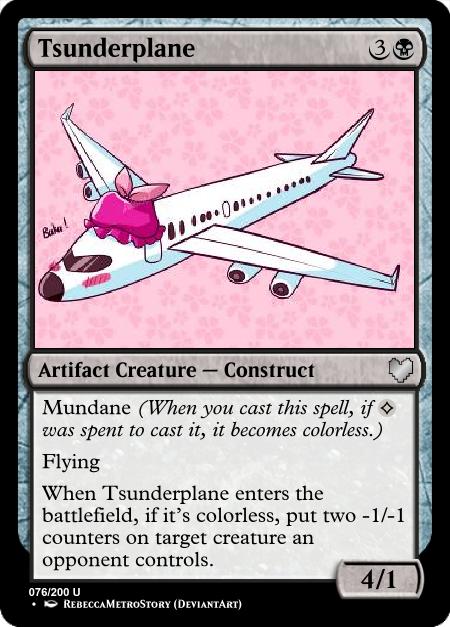 Tsunderplane 3
Baka!
Artifact Creature — Construct
Mundane (When you cast this spell, if
was spent to cast it, it becomes colorless.)
Flying
When Tsunderplane enters the
battlefield, if it's colorless, put two -1/-1
counters on target creature an
opponent controls.
4/1
076/200 U
• RebeccaMetroStory (DeviantArt)